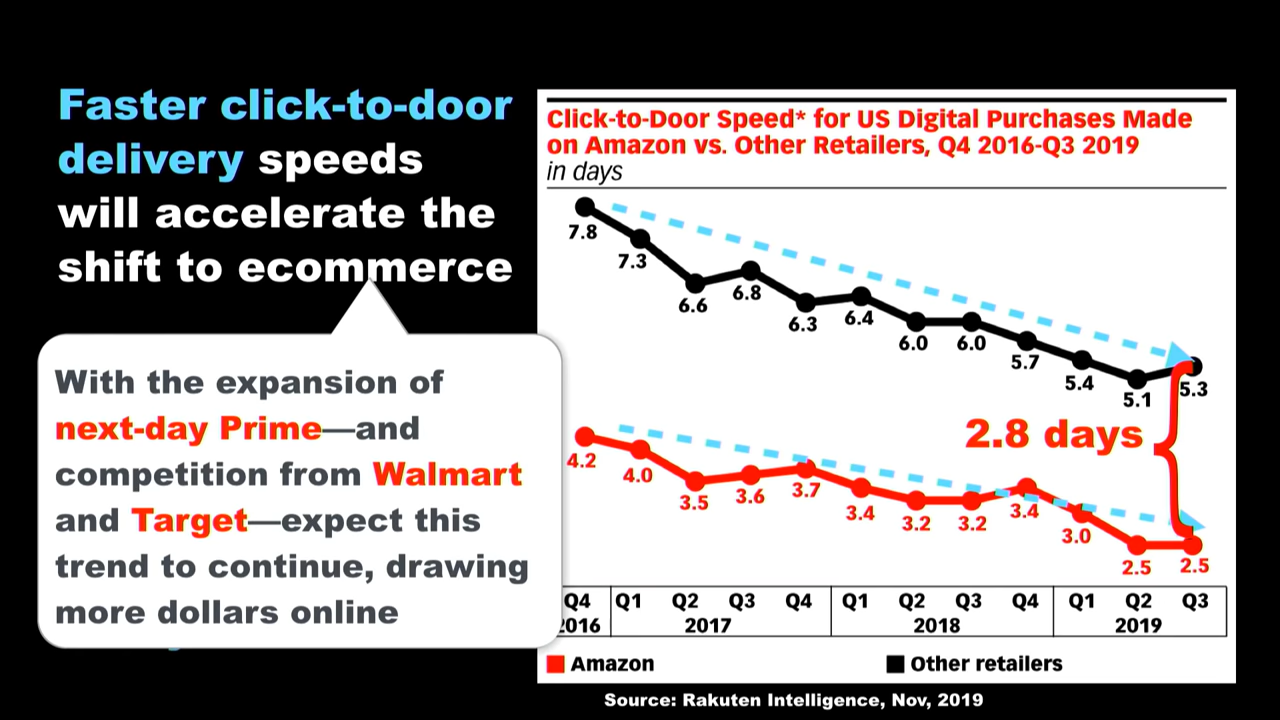 Faster click-to-door
delivery speeds
will accelerate the
shift to ecommerce
With the expansion of
next-day Prime—and
competition from Walmart
and Target—expect this
trend to continue, drawing
more dollars online
Click-to-Door Speed* for US Digital Purchases Made
on Amazon vs. Other Retailers, Q4 2016-Q3 2019
in days
7.8
7.3
6.6
6.8
6.3
6.4
6.0
6.0
5.7
5.4
5.1
5.3
2.8 days
4.2
4.0
3.5
3.6
3.7
3.4
3.2
3.2
3.4
3.0
2.5
2.5
Q4 Q1 Q2 Q3 Q4 Q1 Q2 Q3 Q4 Q1 Q2 Q3
2016 2017 2018 2019
Amazon Other retailers
Source: Rakuten Intelligence, Nov, 2019